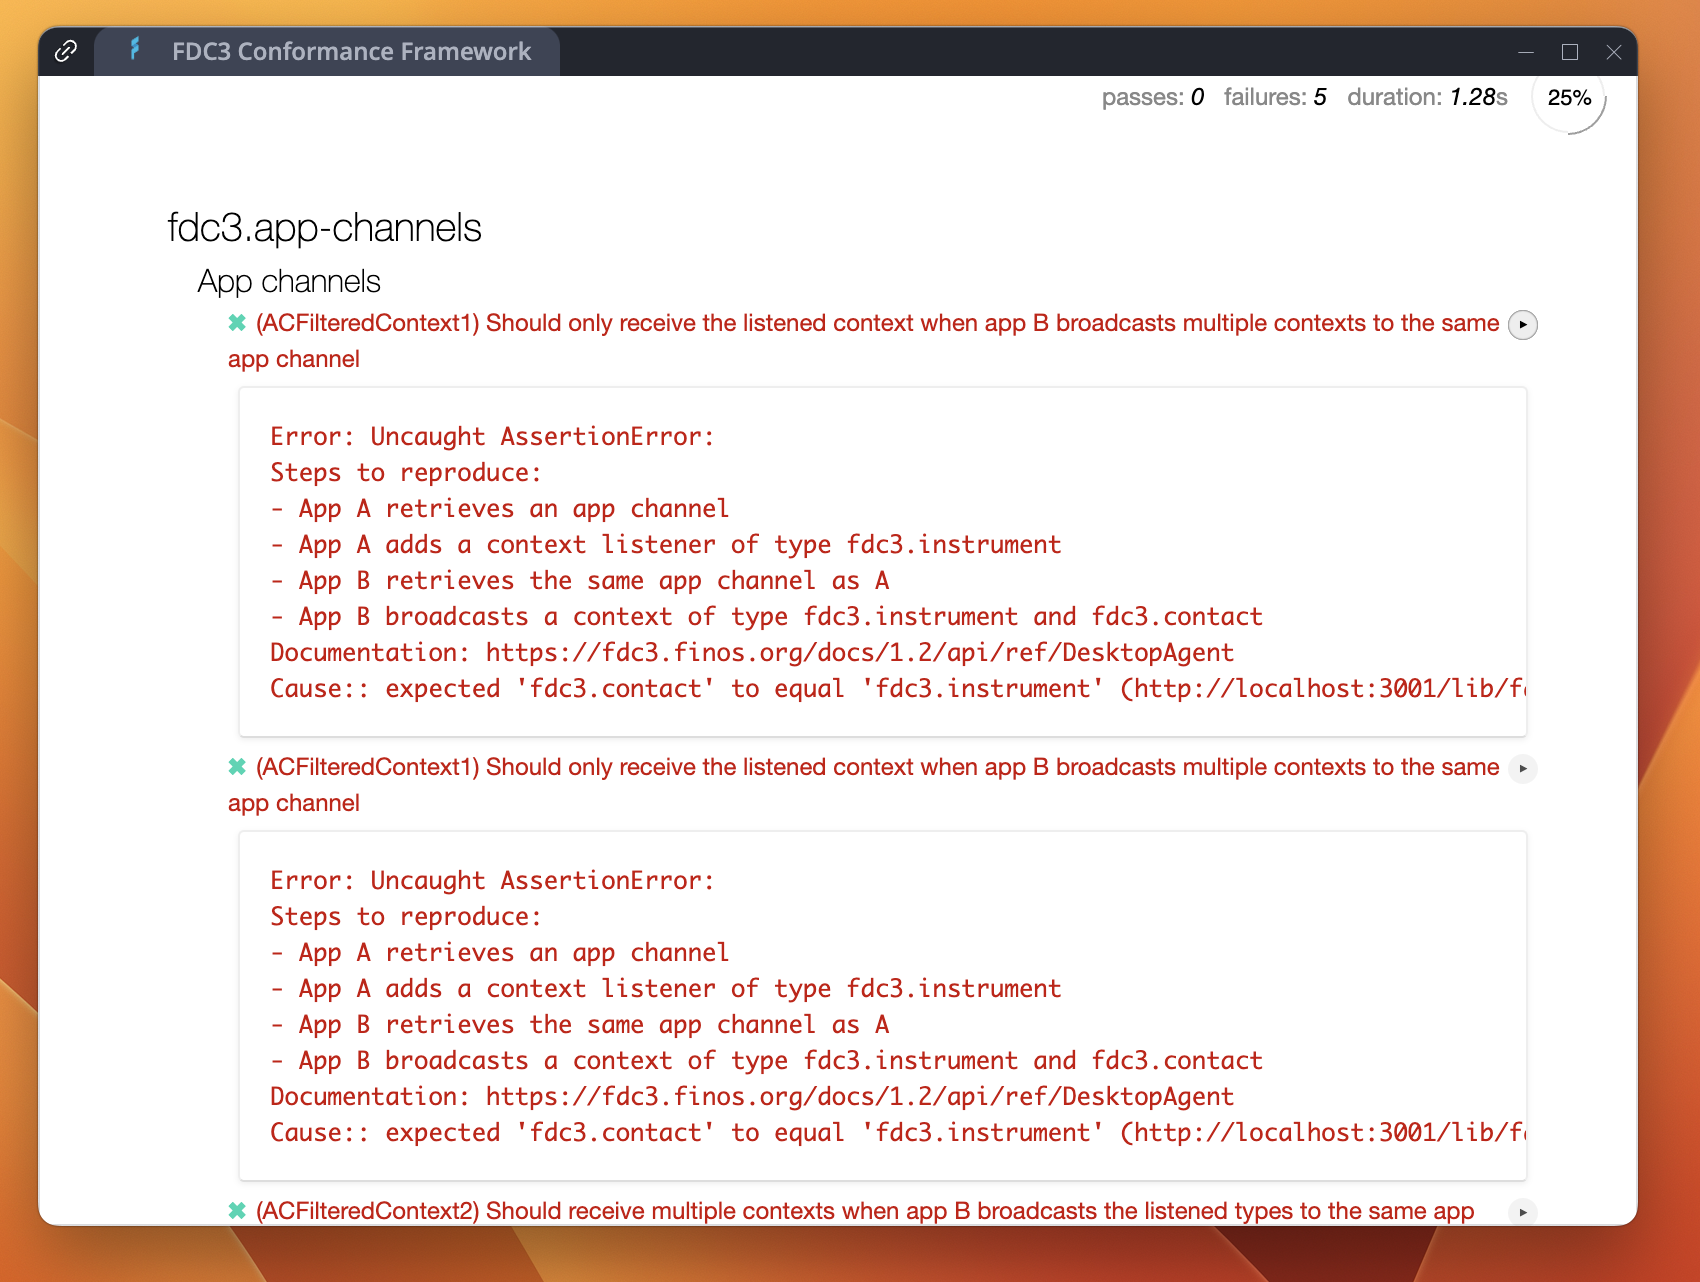 FDC3 Conformance Framework
passes: 0 failures: 5 duration: 1.28s 25%
fdc3.app-channels
App channels
✖ (ACFilteredContext1) Should only receive the listened context when app B broadcasts multiple contexts to the same
app channel
Error: Uncaught AssertionError:
Steps to reproduce:
- App A retrieves an app channel
- App A adds a context listener of type fdc3.instrument
- App B retrieves the same app channel as A
- App B broadcasts a context of type fdc3.instrument and fdc3.contact
Documentation: https://fdc3.finos.org/docs/1.2/api/ref/DesktopAgent
Cause:: expected 'fdc3.contact' to equal 'fdc3.instrument' (http://localhost:3001/lib/f
✖ (ACFilteredContext1) Should only receive the listened context when app B broadcasts multiple contexts to the same
app channel
Error: Uncaught AssertionError:
Steps to reproduce:
- App A retrieves an app channel
- App A adds a context listener of type fdc3.instrument
- App B retrieves the same app channel as A
- App B broadcasts a context of type fdc3.instrument and fdc3.contact
Documentation: https://fdc3.finos.org/docs/1.2/api/ref/DesktopAgent
Cause:: expected 'fdc3.contact' to equal 'fdc3.instrument' (http://localhost:3001/lib/f
✖ (ACFilteredContext2) Should receive multiple contexts when app B broadcasts the listened types to the same app